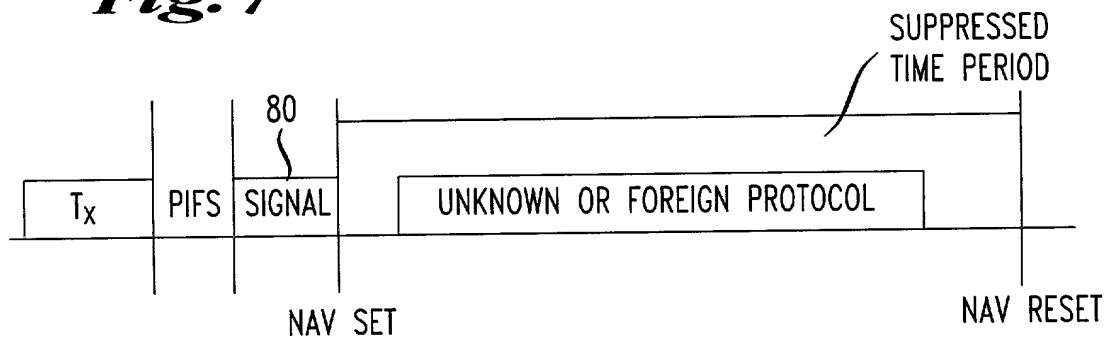 Fig. 7
SUPPRESSED
TIME PERIOD
80
Tx
PIFS
SIGNAL
UNKNOWN OR FOREIGN PROTOCOL
NAV SET
NAV RESET